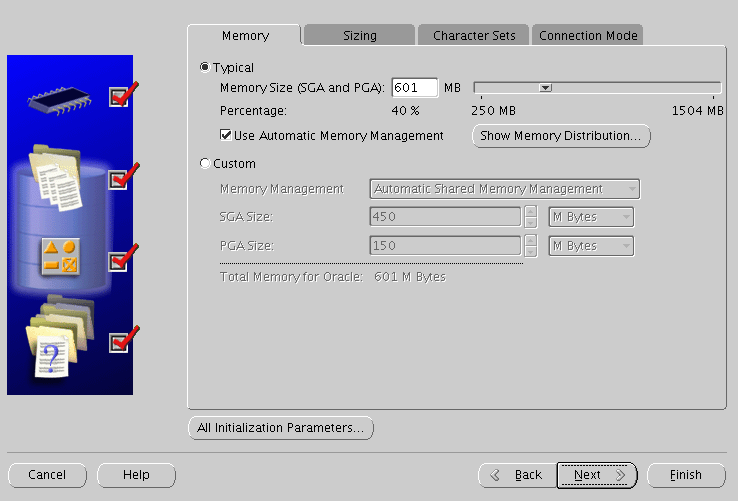 Memory Sizing Character Sets Connection Mode
Typical
Memory Size (SGA and PGA): 601 MB
Percentage: 40 % 250 MB 1504 MB
Use Automatic Memory Management Show Memory Distribution...
Custom
Memory Management Automatic Shared Memory Management
SGA Size: 450 M Bytes
PGA Size: 150 M Bytes
Total Memory for Oracle: 601 M Bytes
?
All Initialization Parameters...
Cancel Help Back Next Finish